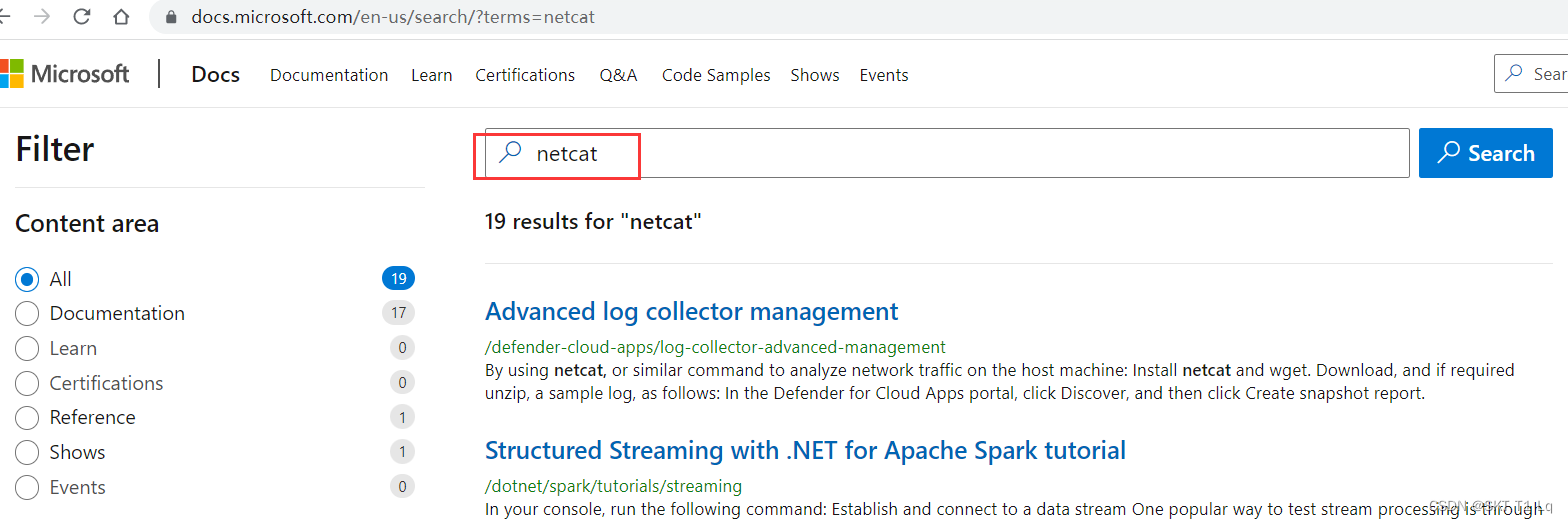 docs.microsoft.com/en-us/search/?terms=netcat
Microsoft Docs Documentation Learn Certifications Q&A Code Samples Shows Events Sear
Filter
netcat
Search
19 results for "netcat"
Content area
All 19
Documentation 17
Learn 0
Certifications 0
Reference 1
Shows 1
Events 0
Advanced log collector management
/defender-cloud-apps/log-collector-advanced-management
By using netcat, or similar command to analyze network traffic on the host machine: Install netcat and wget. Download, and if required
unzip, a sample log, as follows: In the Defender for Cloud Apps portal, click Discover, and then click Create snapshot report.
Structured Streaming with .NET for Apache Spark tutorial
/dotnet/spark/tutorials/streaming
In your console, run the following command: Establish and connect to a data stream One popular way to test stream processing is through
CSDN @SKT T1 Lq